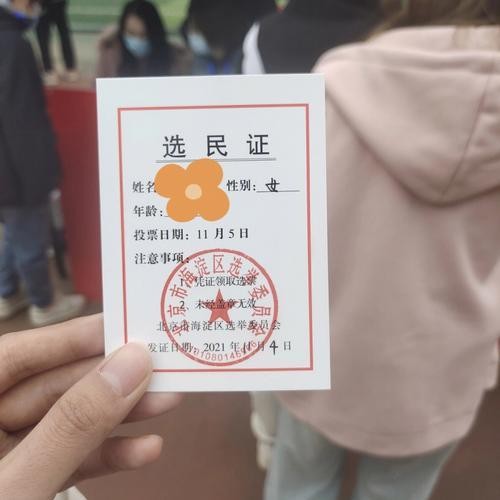 选民证
姓名 性别: 女
年龄:
投票日期: 11月5日
注意事项:
1. 凭证领取选票
2. 未经盖章无效
北京市海淀区选举委员会
发证日期: 2021年11月4日
北京市海淀区选举委员会